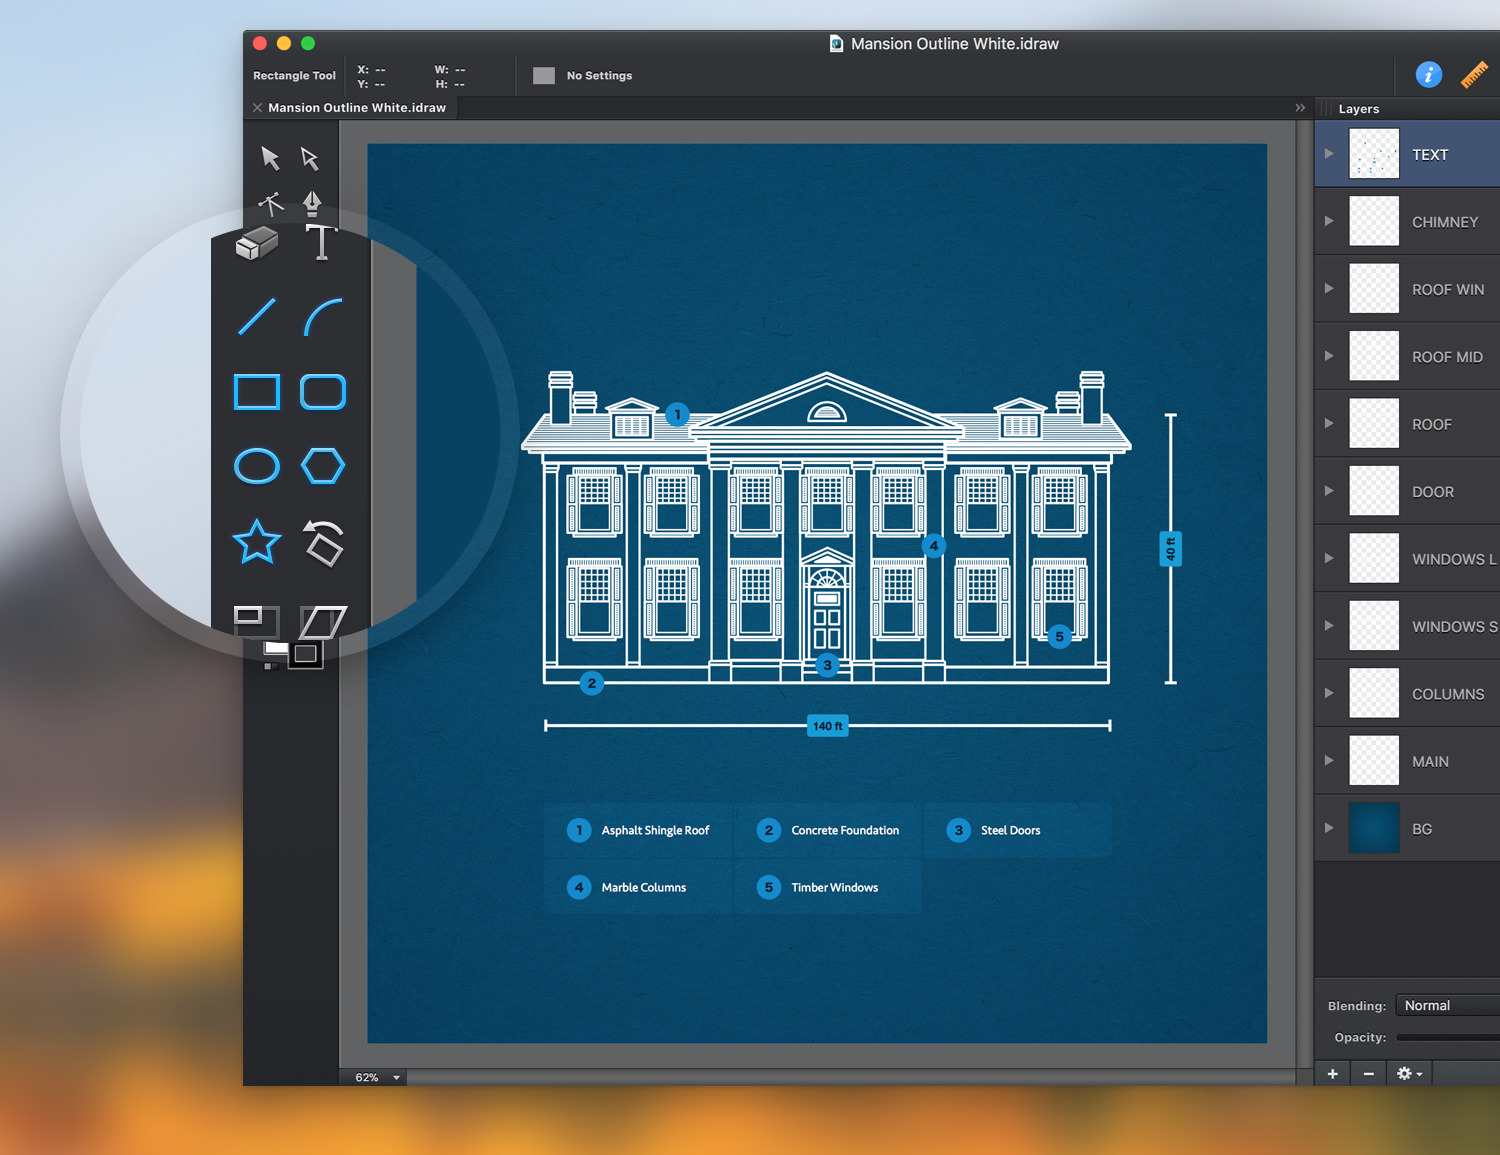 Mansion Outline White.idraw
Rectangle Tool
X: --
W: --
Y: --
H: --
No Settings
Mansion Outline White.idraw
Layers
TEXT
CHIMNEY
ROOF WIN
ROOF MID
ROOF
DOOR
WINDOWS L
WINDOWS S
COLUMNS
MAIN
BG
1
4
40 ft
5
3
2
140 ft
1 Asphalt Shingle Roof
2 Concrete Foundation
3 Steel Doors
4 Marble Columns
5 Timber Windows
Blending: Normal
Opacity:
62%